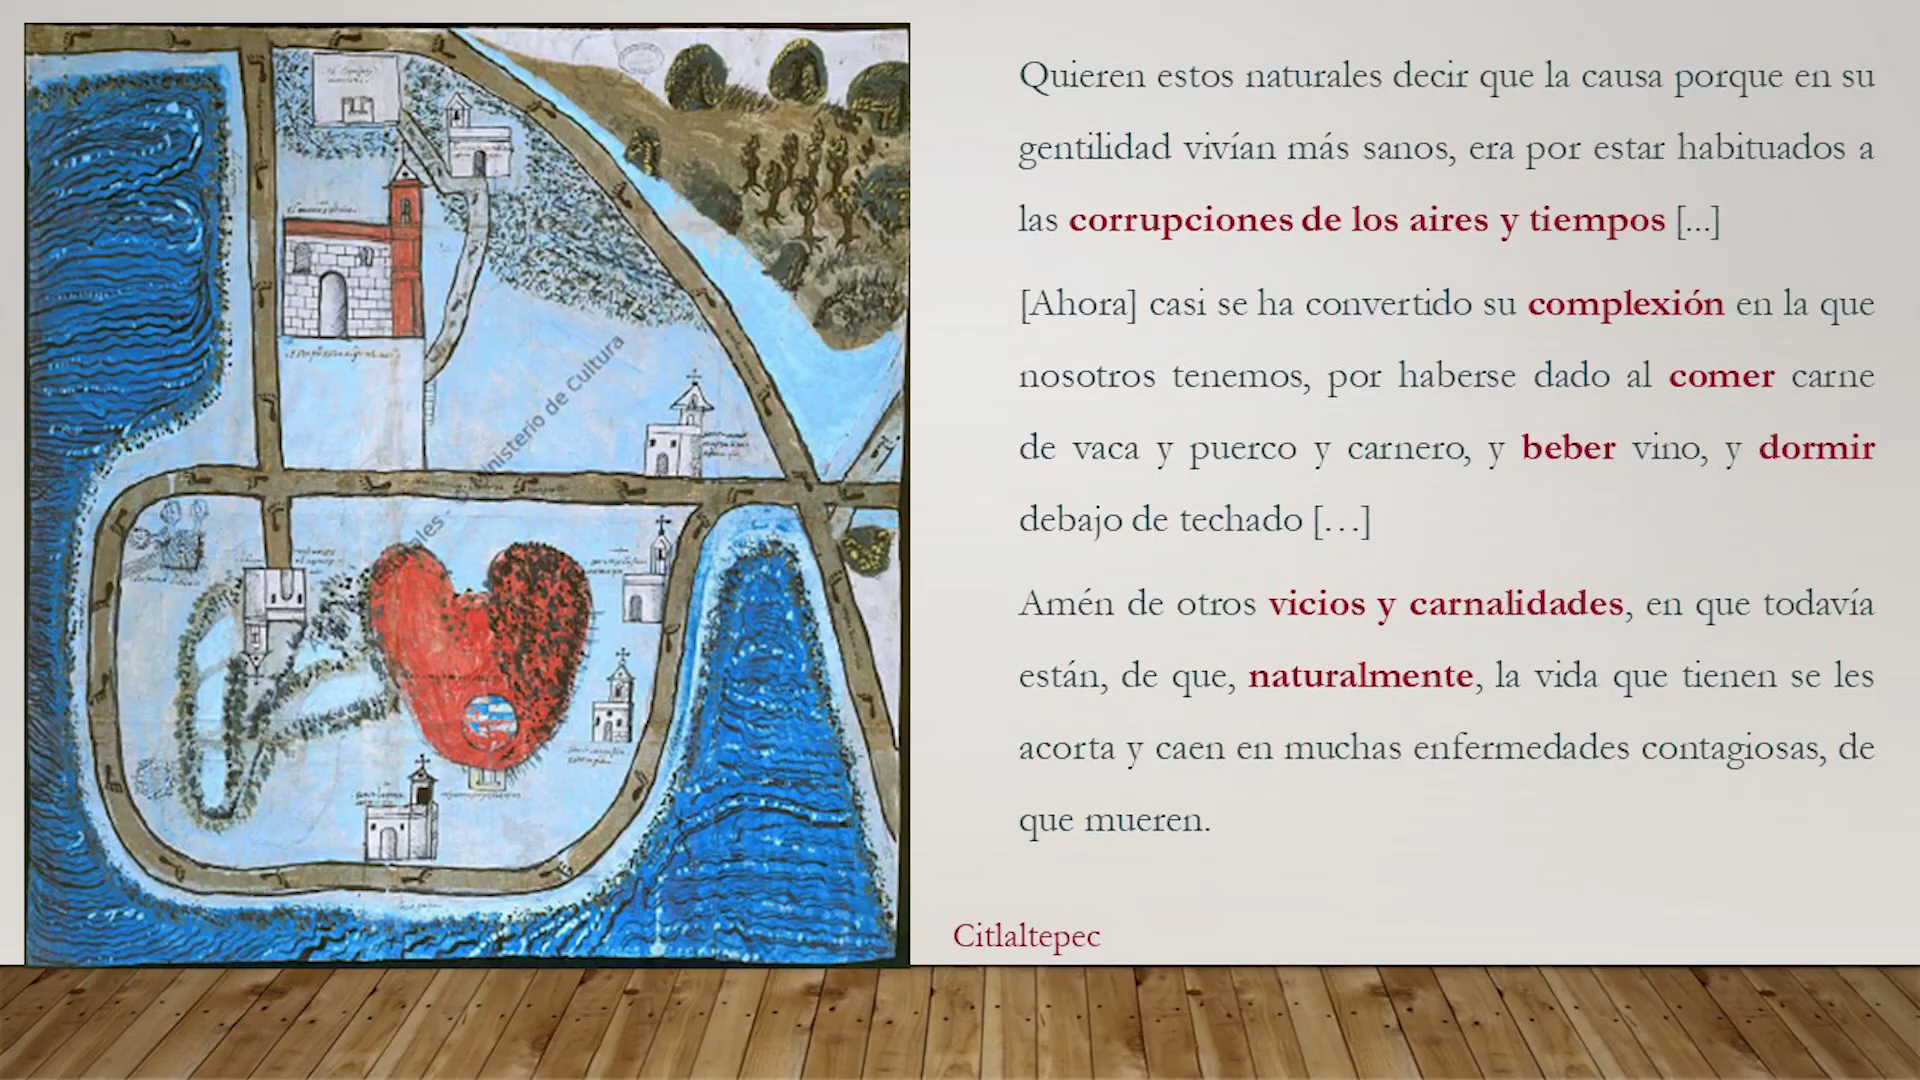 Quieren estos naturales decir que la causa porque en su
gentilidad vivían más sanos, era por estar habituados a
las corrupciones de los aires y tiempos [...]
[Ahora] casi se ha convertido su complexión en la que
nosotros tenemos, por haberse dado al comer carne
de vaca y puerco y carnero, y beber vino, y dormir
debajo de techado […]
Amén de otros vicios y carnalidades, en que todavía
están, de que, naturalmente, la vida que tienen se les
acorta y caen en muchas enfermedades contagiosas, de
que mueren.
Citlaltepec
Ministerio de Cultura